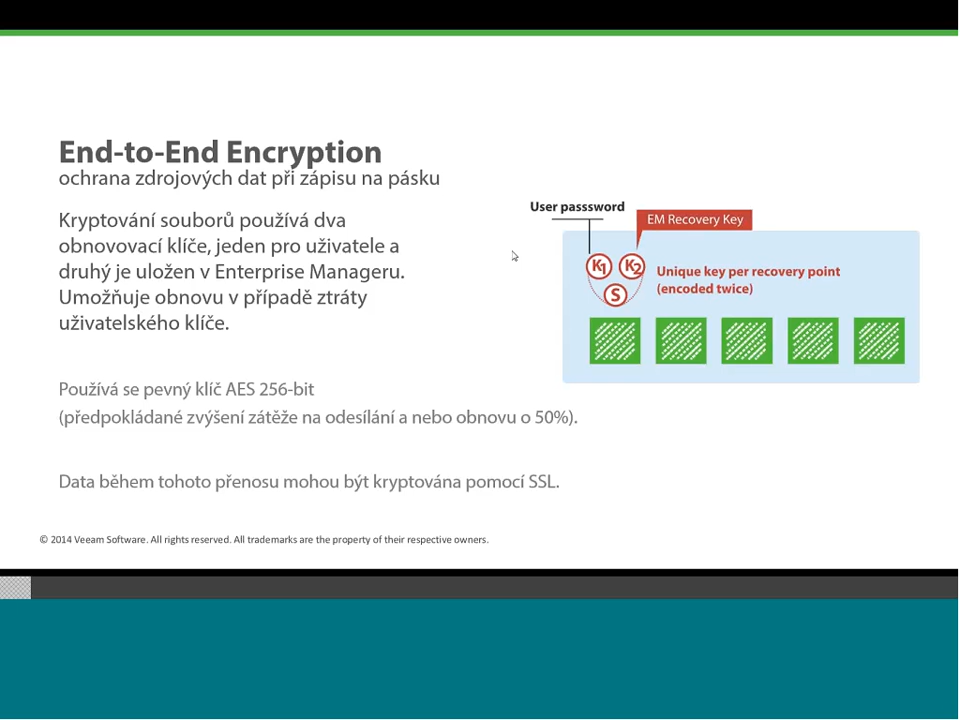 End-to-End Encryption
ochrana zdrojových dat při zápisu na pásku
Kryptování souborů používá dva
obnovovací klíče, jeden pro uživatele a
druhý je uložen v Enterprise Manageru.
Umožňuje obnovu v případě ztráty
uživatelského klíče.
User passsword
EM Recovery Key
K1 K2
S
Unique key per recovery point
(encoded twice)
Používá se pevný klíč AES 256-bit
(předpokládané zvýšení zátěže na odesílání a nebo obnovu o 50%).
Data během tohoto přenosu mohou být kryptována pomocí SSL.
© 2014 Veeam Software. All rights reserved. All trademarks are the property of their respective owners.